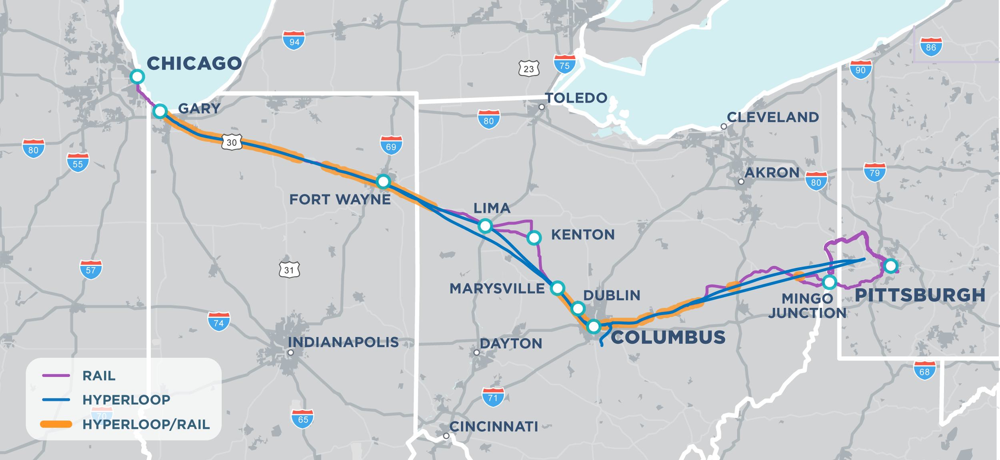 94
86
CHICAGO
75
23
90
TOLEDO
GARY
80
CLEVELAND
30
69
80
55
79
AKRON
80
FORT WAYNE
LIMA
KENTON
57
31
MARYSVILLE
DUBLIN
PITTSBURGH
MINGO
JUNCTION
74
COLUMBUS
INDIANAPOLIS
DAYTON
68
RAIL
71
HYPERLOOP
70
65
HYPERLOOP/RAIL
CINCINNATI